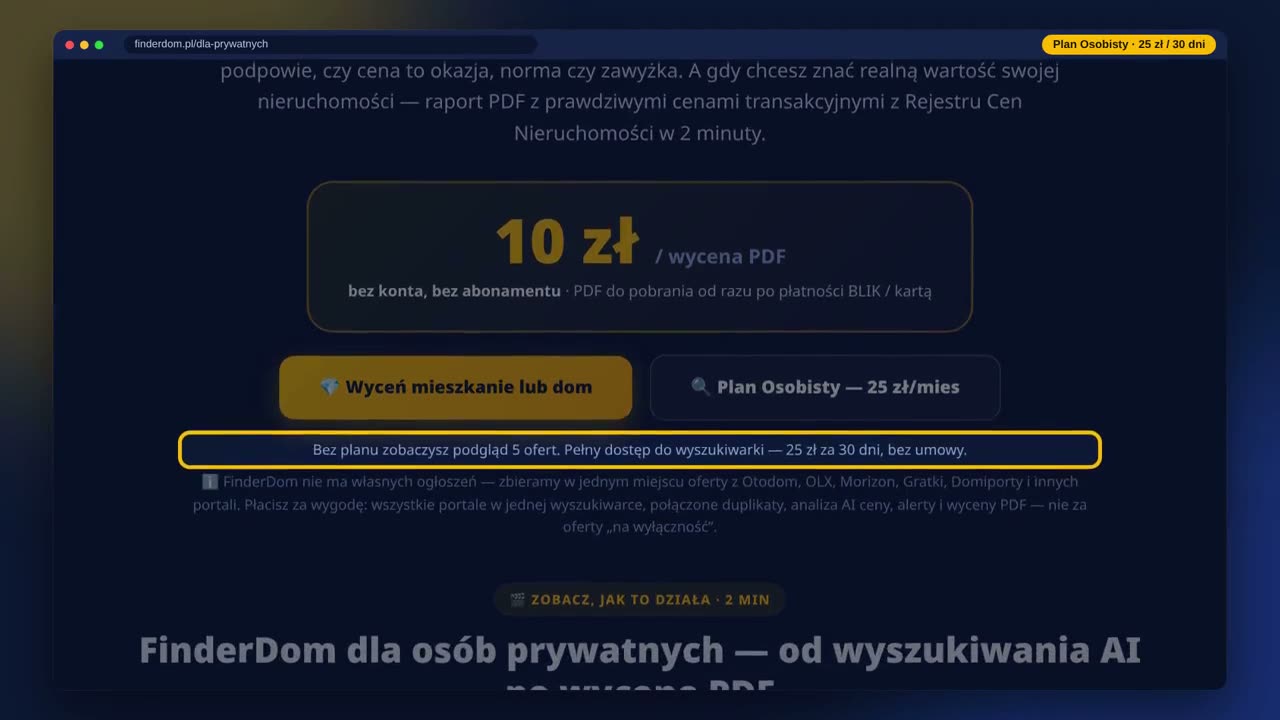 finderdom.pl/dla-prywatnych
Plan Osobisty · 25 zł / 30 dni
podpowie, czy cena to okazja, norma czy zawyżka. A gdy chcesz znać realną wartość swojej
nieruchomości — raport PDF z prawdziwymi cenami transakcyjnymi z Rejestru Cen
Nieruchomości w 2 minuty.
10 zł / wycena PDF
bez konta, bez abonamentu · PDF do pobrania od razu po płatności BLIK / kartą
💎 Wyceń mieszkanie lub dom
🔍 Plan Osobisty — 25 zł/mies
Bez planu zobaczysz podgląd 5 ofert. Pełny dostęp do wyszukiwarki — 25 zł za 30 dni, bez umowy.
ℹ️ FinderDom nie ma własnych ogłoszeń — zbieramy w jednym miejscu oferty z Otodom, OLX, Morizon, Gratki, Domiporty i innych
portali. Płacisz za wygodę: wszystkie portale w jednej wyszukiwarce, połączone duplikaty, analiza AI ceny, alerty i wyceny PDF — nie za
oferty „na wyłączność”.
🎬 ZOBACZ, JAK TO DZIAŁA · 2 MIN
FinderDom dla osób prywatnych — od wyszukiwania AI
po wycenę PDF